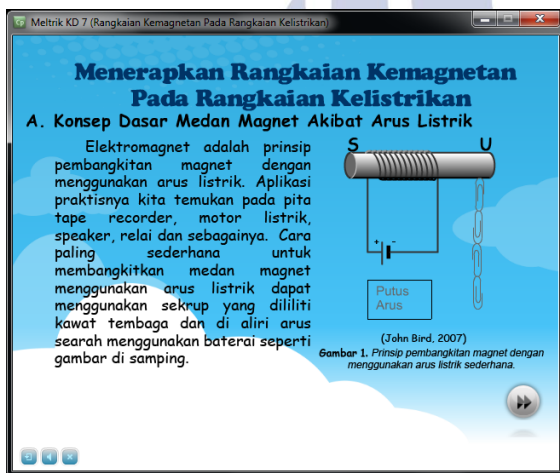 Meltrik KD 7 (Rangkaian Kemagnetan Pada Rangkaian Kelistrikan)
Menerapkan Rangkaian Kemagnetan
Pada Rangkaian Kelistrikan
A. Konsep Dasar Medan Magnet Akibat Arus Listrik
Elektromagnet adalah prinsip
pembangkitan magnet dengan
menggunakan arus listrik. Aplikasi
praktisnya kita temukan pada pita
tape recorder, motor listrik,
speaker, relai dan sebagainya. Cara
paling sederhana untuk
membangkitkan medan magnet
menggunakan arus listrik dapat
menggunakan sekrup yang dililiti
kawat tembaga dan di aliri arus
searah menggunakan baterai seperti
gambar di samping.
S U
+ -
Putus
Arus
(John Bird, 2007)
Gambar 1. Prinsip pembangkitan magnet dengan
menggunakan arus listrik sederhana.